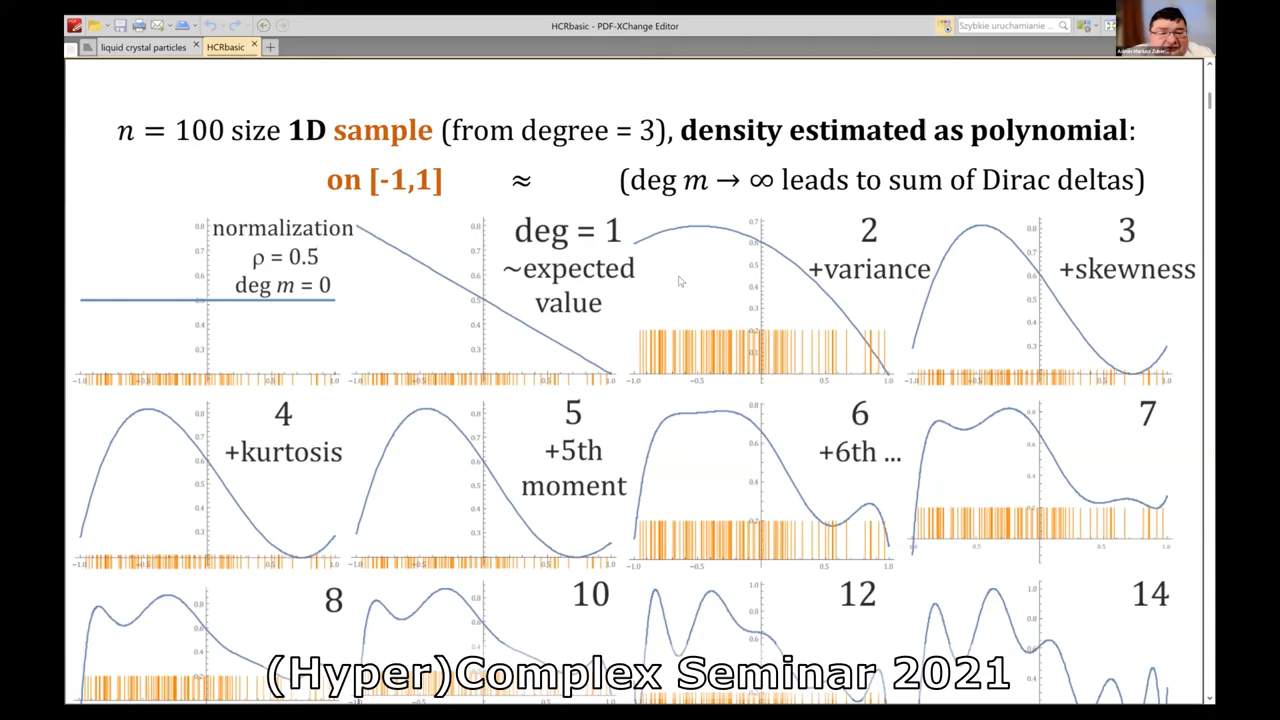 HCRbasic - PDF-XChange Editor
Szybkie uruchomienie...
liquid crystal particles
HCRbasic
n = 100 size 1D sample (from degree = 3), density estimated as polynomial:
on [-1,1] ≈ (deg m → ∞ leads to sum of Dirac deltas)
normalization
ρ = 0.5
deg m = 0
deg = 1
~expected
value
2
+variance
3
+skewness
4
+kurtosis
5
+5th
moment
6
+6th ...
7
8
10
12
14
(Hyper)Complex Seminar 2021